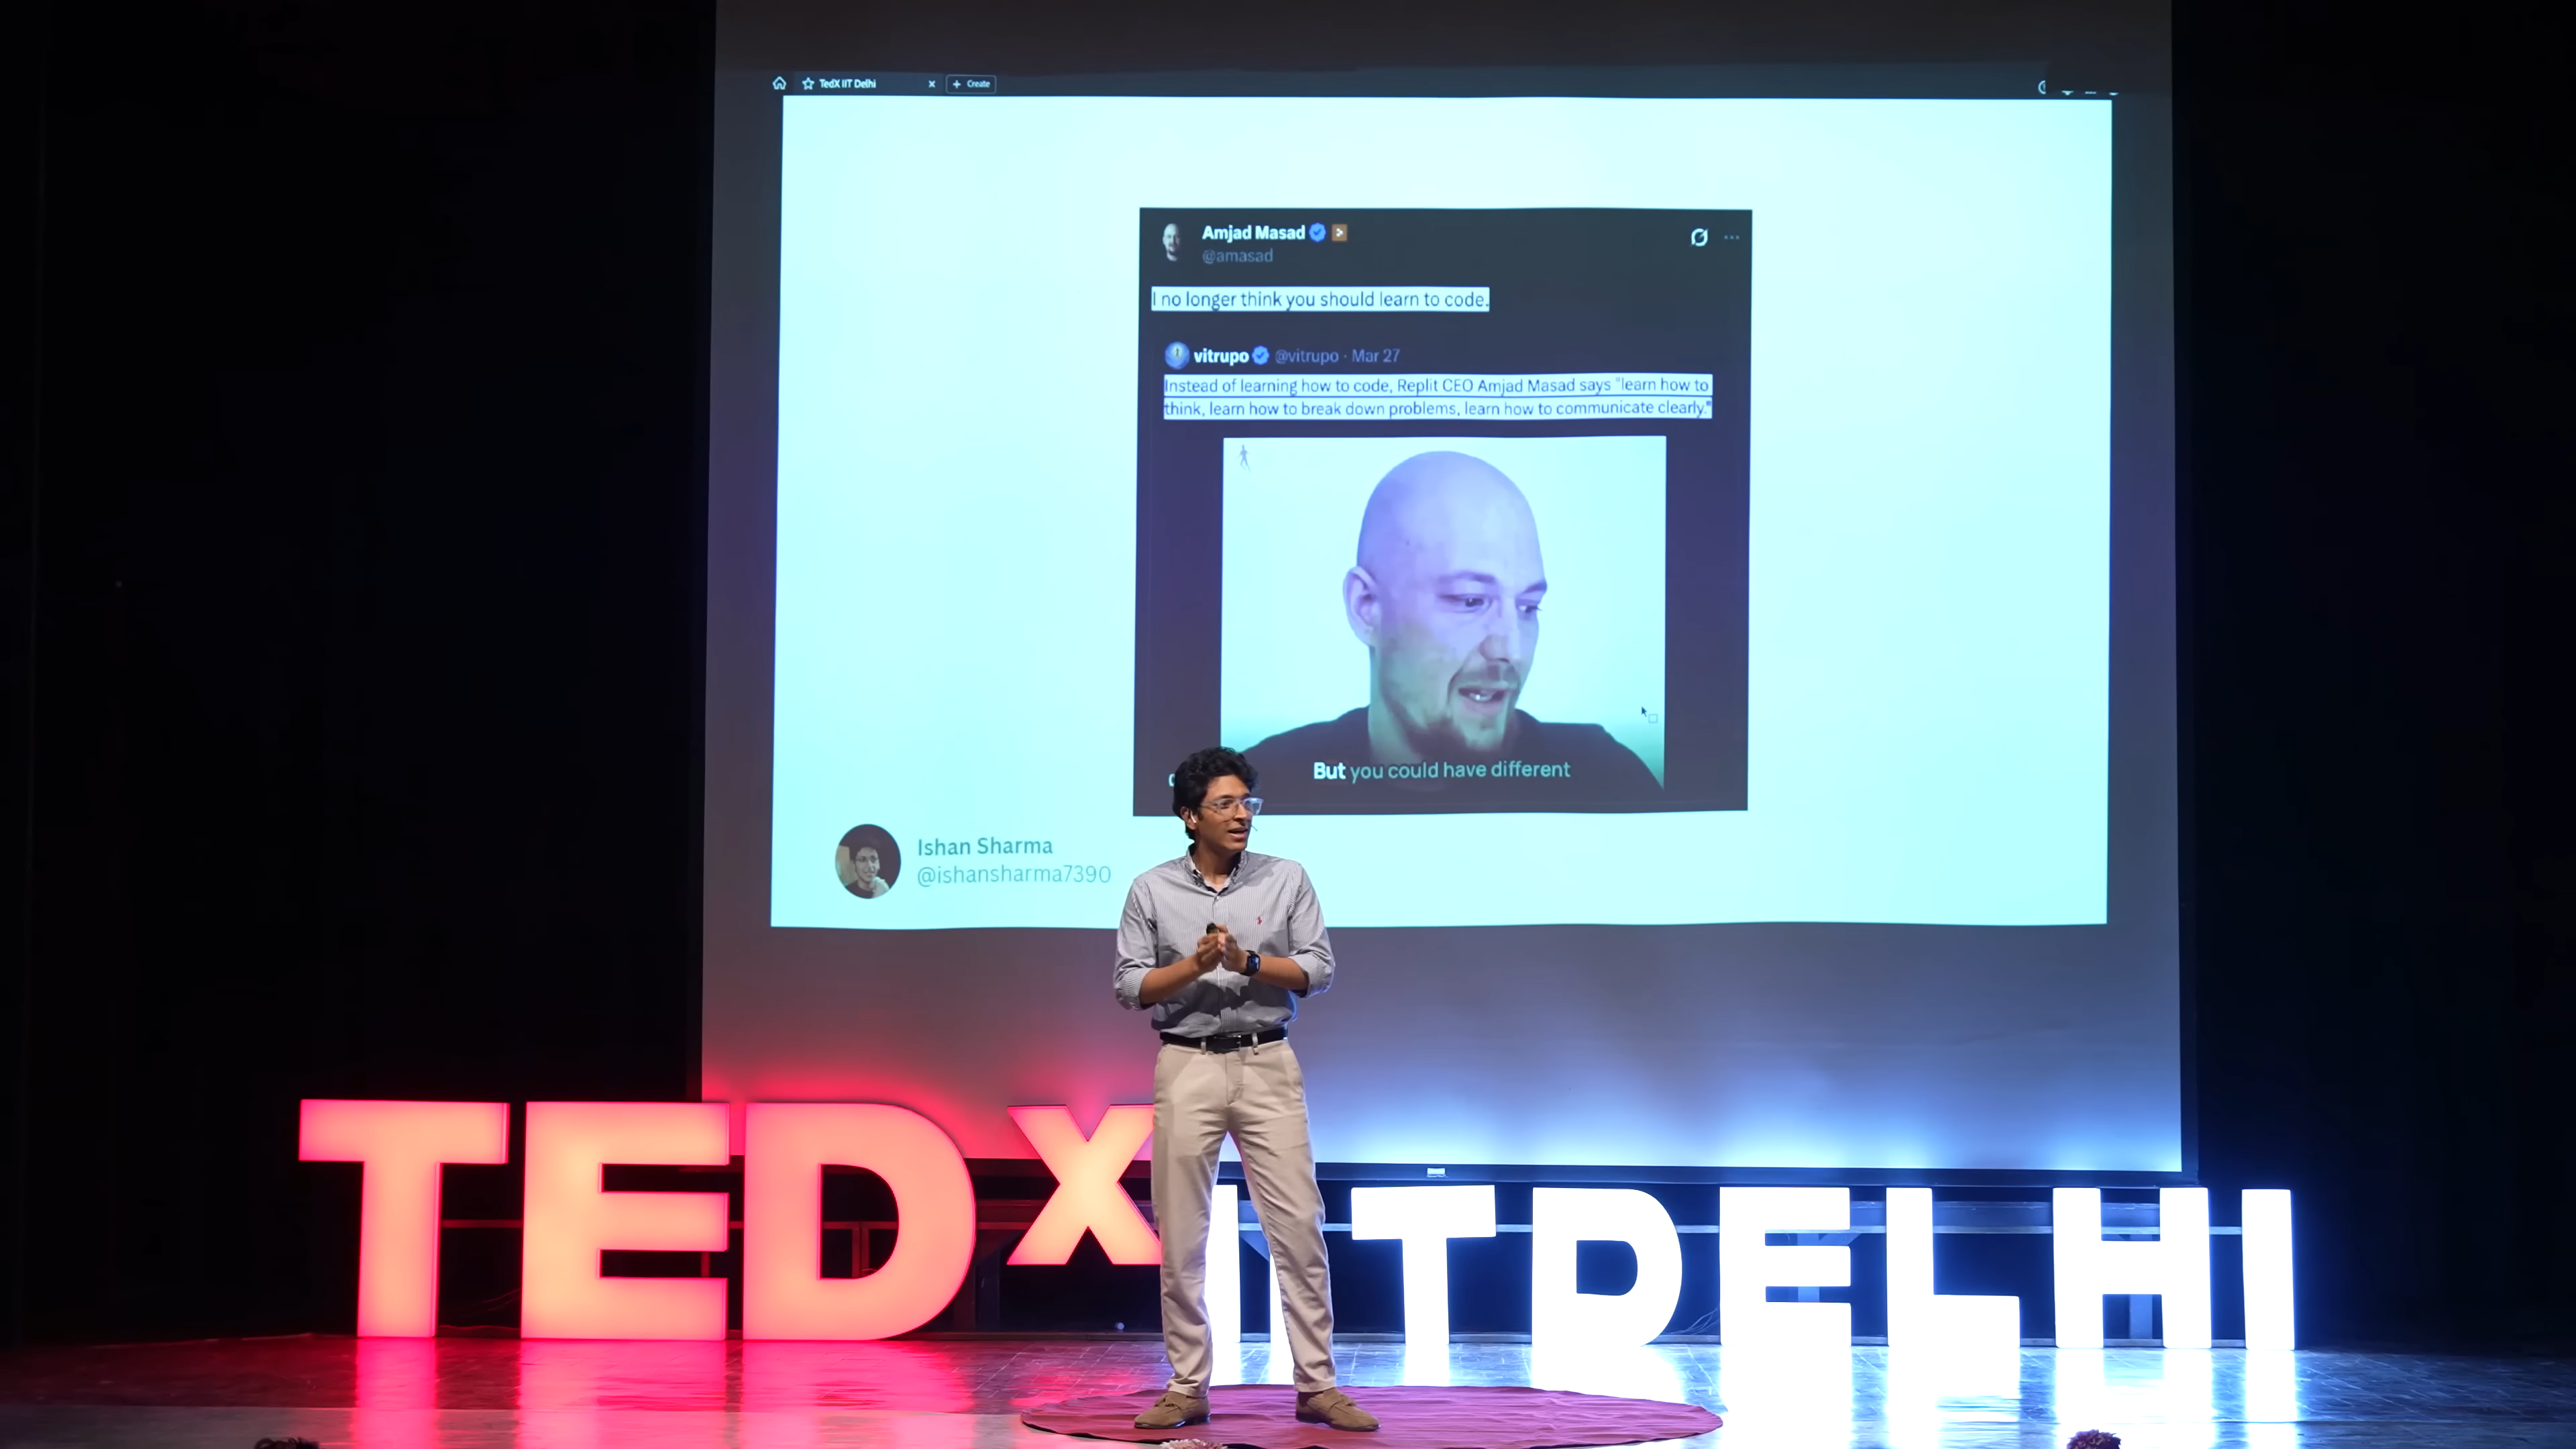 TedX IIT Delhi
+ Create
Amjad Masad
@amasad
I no longer think you should learn to code.
vitrupo @vitrupo · Mar 27
Instead of learning how to code, Replit CEO Amjad Masad says "learn how to
think, learn how to break down problems, learn how to communicate clearly."
But you could have different
Ishan Sharma
@ishansharma7390
TEDx
IIT DELHI